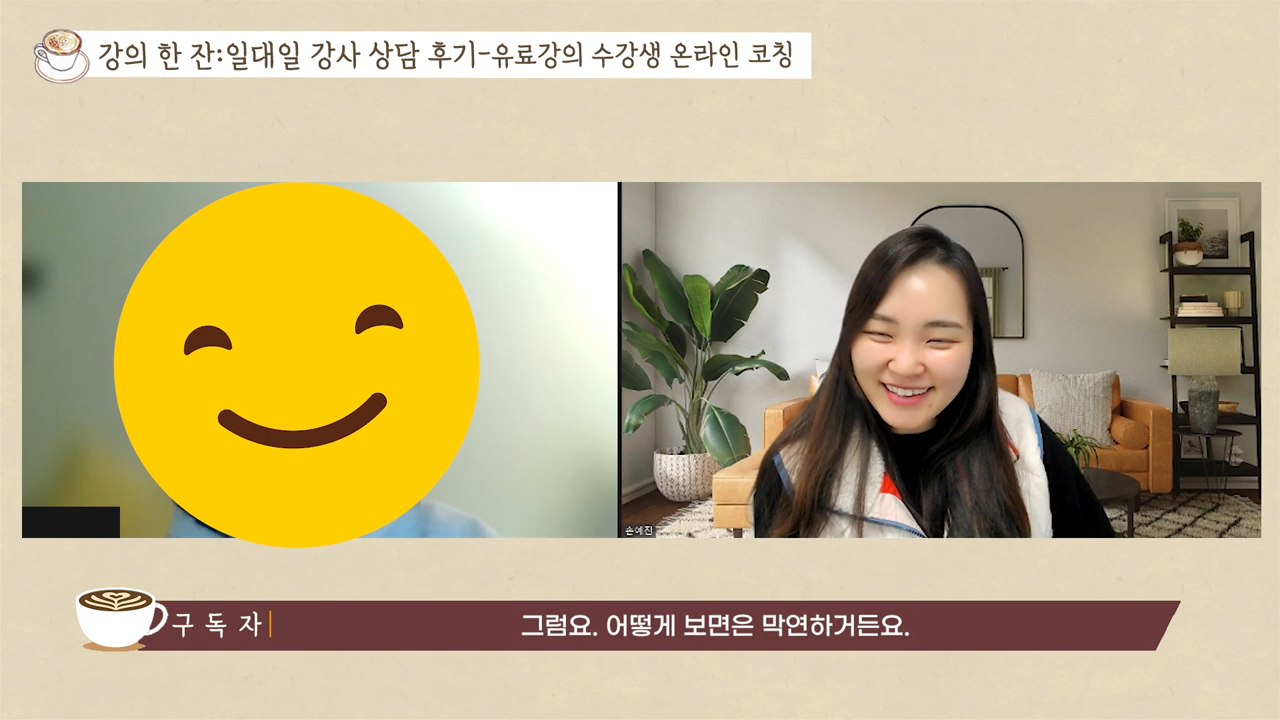 강의 한 잔:일대일 강사 상담 후기-유료강의 수강생 온라인 코칭
손예진
구독자
그럼요. 어떻게 보면은 막연하거든요.